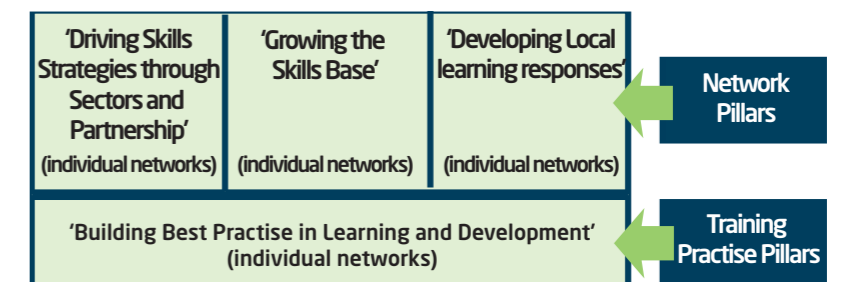 'Driving Skills
Strategies through
Sectors and
Partnership'
(individual networks)
'Growing the
Skills Base'
(individual networks)
'Developing Local
learning responses'
(individual networks)
Network
Pillars
'Building Best Practise in Learning and Development'
(individual networks)
Training
Practise Pillars